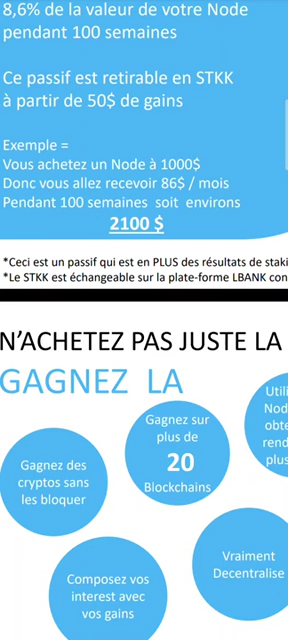 8,6% de la valeur de votre Node
pendant 100 semaines
Ce passif est retirable en STKK
à partir de 50$ de gains
Exemple =
Vous achetez un Node à 1000$
Donc vous allez recevoir 86$ / mois
Pendant 100 semaines soit environs
2100 $
*Ceci est un passif qui est en PLUS des résultats de staki
*Le STKK est échangeable sur la plate-forme LBANK con
N'ACHETEZ PAS JUSTE LA
GAGNEZ LA
Gagnez sur
plus de
20
Blockchains
Utili
Nod
obte
rend
plus
Gagnez des
cryptos sans
les bloquer
Vraiment
Decentralise
Composez vos
interest avec
vos gains